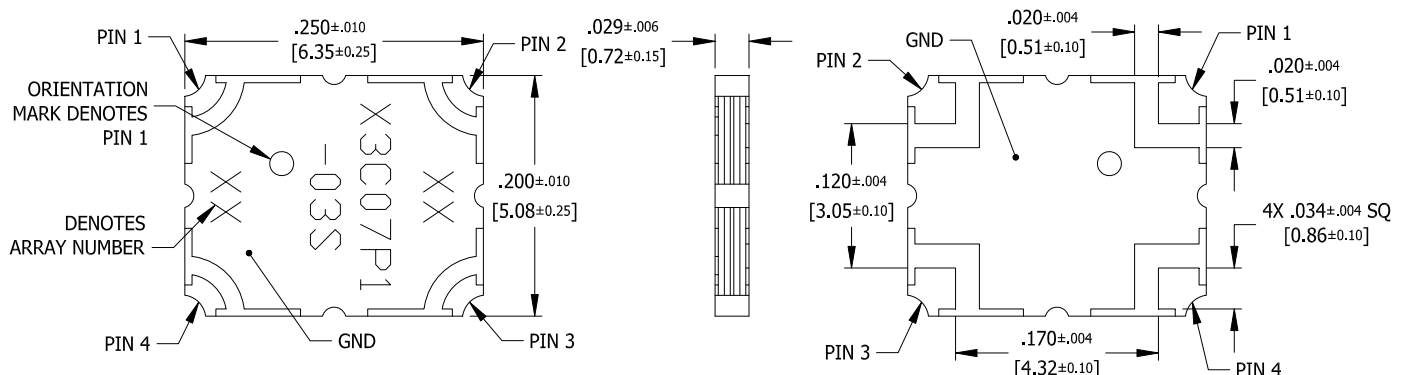 PIN 1
.250±.010
[6.35±0.25]
PIN 2
ORIENTATION
MARK DENOTES
PIN 1
X3C07P1
-03S
XX
XX
.200±.010
[5.08±0.25]
DENOTES
ARRAY NUMBER
PIN 4
GND
PIN 3
.029±.006
[0.72±0.15]
GND
.020±.004
[0.51±0.10]
PIN 1
PIN 2
.020±.004
[0.51±0.10]
.120±.004
[3.05±0.10]
4X .034±.004 SQ
[0.86±0.10]
PIN 3
.170±.004
[4.32±0.10]
PIN 4